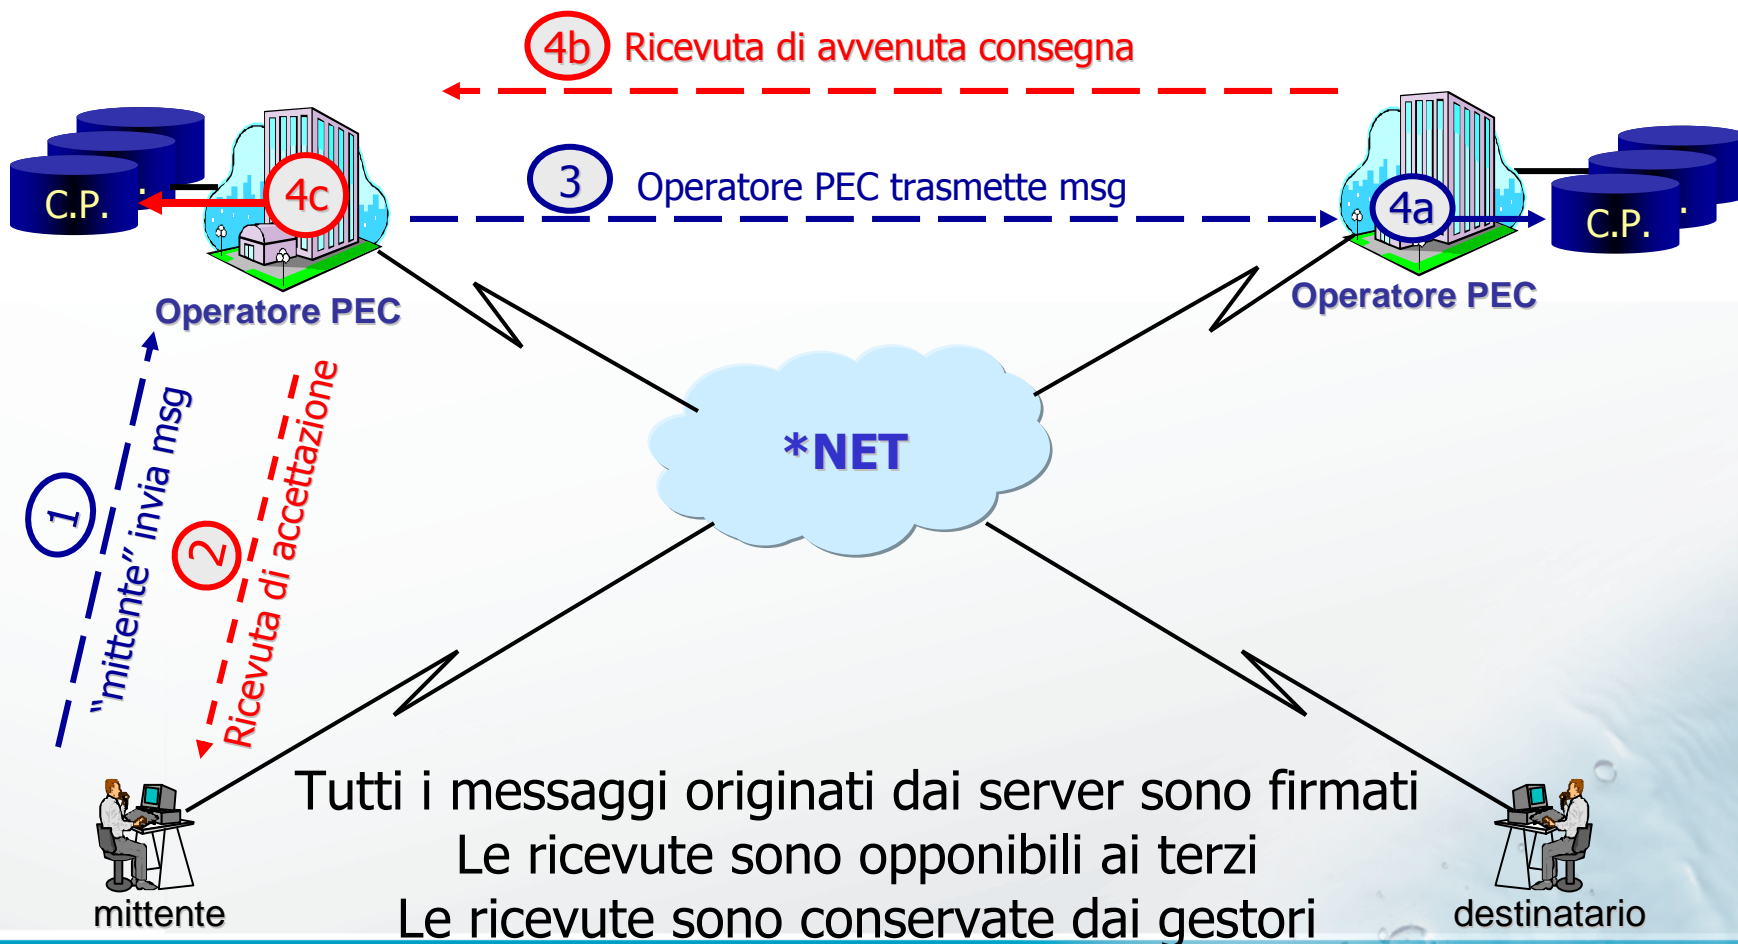 4b Ricevuta di avvenuta consegna
3 Operatore PEC trasmette msg
C.P. .
4c
4a
C.P. .
Operatore PEC
Operatore PEC
1 "mittente" invia msg
2 Ricevuta di accettazione
*NET
Tutti i messaggi originati dai server sono firmati
Le ricevute sono opponibili ai terzi
Le ricevute sono conservate dai gestori
mittente
destinatario